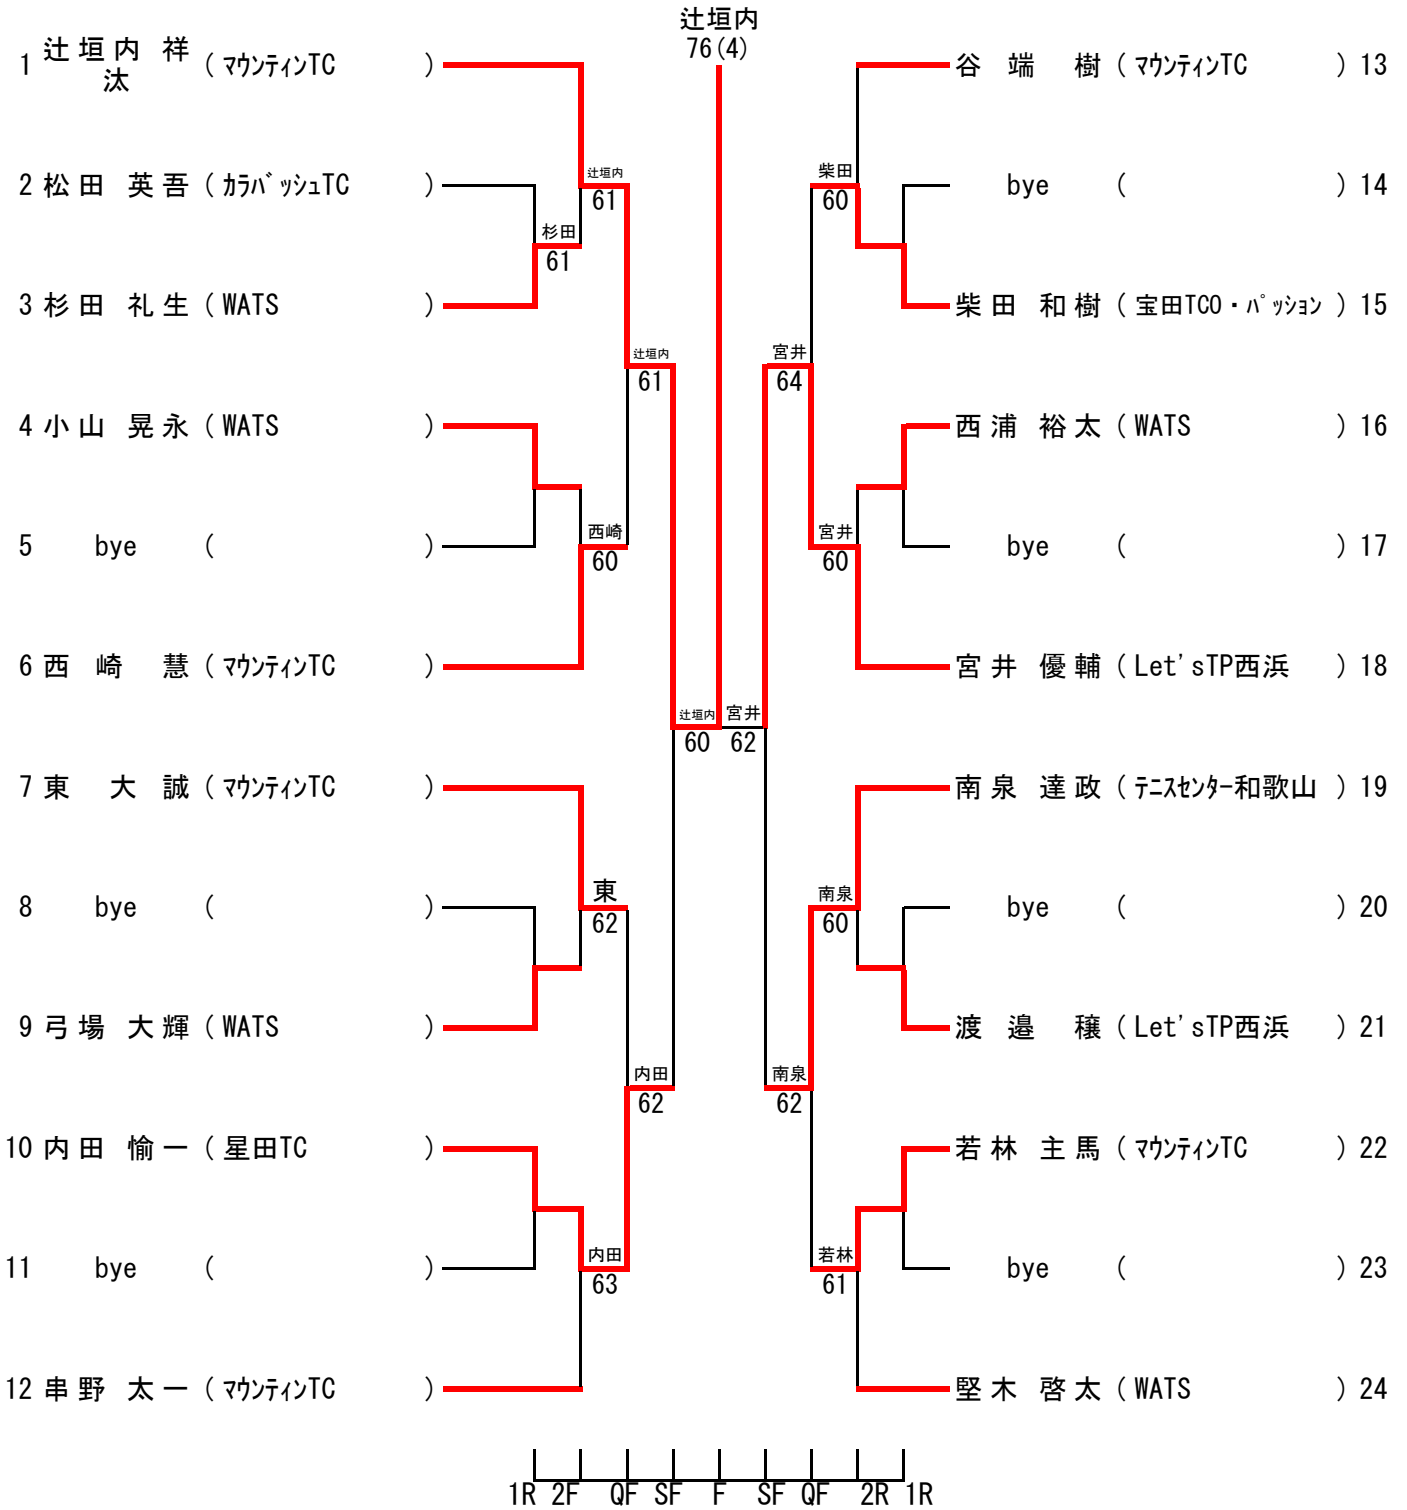 辻垣内
76(4)
1 辻垣内 祥汰 ( マウンティンTC )
2 松田 英吾 ( カラバッシュTC )
3 杉田 礼生 ( WATS )
4 小山 晃永 ( WATS )
5 bye ( )
6 西崎 慧 ( マウンティンTC )
7 東 大誠 ( マウンティンTC )
8 bye ( )
9 弓場 大輝 ( WATS )
10 内田 愉一 ( 星田TC )
11 bye ( )
12 串野 太一 ( マウンティンTC )
杉田
61
辻垣内
61
西崎
60
東
62
内田
63
辻垣内
61
内田
62
辻垣内
60
宮井
62
宮井
64
南泉
62
柴田
60
宮井
60
南泉
60
若林
61
谷端 樹 ( マウンティンTC ) 13
bye ( ) 14
柴田 和樹 ( 宝田TCO・パッション ) 15
西浦 裕太 ( WATS ) 16
bye ( ) 17
宮井 優輔 ( Let'sTP西浜 ) 18
南泉 達政 ( テニスセンター和歌山 ) 19
bye ( ) 20
渡邉 穣 ( Let'sTP西浜 ) 21
若林 主馬 ( マウンティンTC ) 22
bye ( ) 23
堅木 啓太 ( WATS ) 24
1R 2F QF SF F SF QF 2R 1R